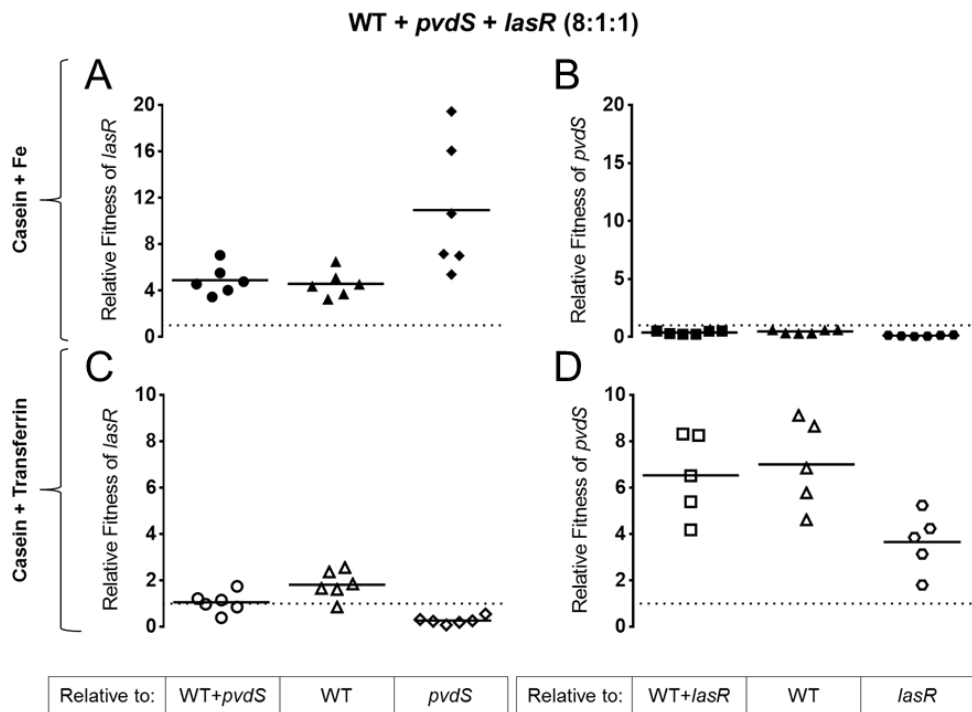 WT + pvdS + lasR (8:1:1)
Casein + Fe
A
Relative Fitness of lasR
20
16
12
8
4
0
B
Relative Fitness of pvdS
20
15
10
5
1
0
Casein + Transferrin
C
Relative Fitness of lasR
10
8
6
4
2
0
D
Relative Fitness of pvdS
10
8
6
4
2
0
Relative to: WT+pvdS WT pvdS
Relative to: WT+lasR WT lasR